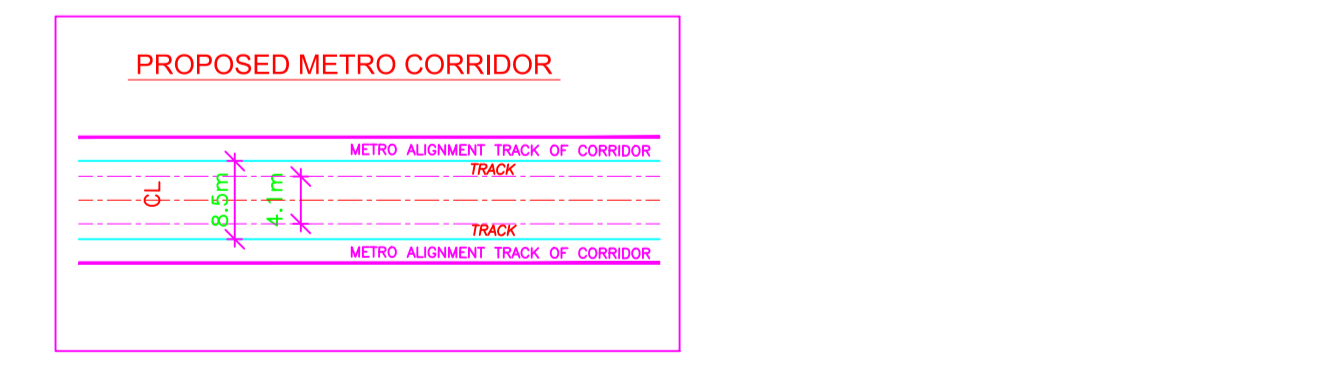 PROPOSED METRO CORRIDOR
METRO ALIGNMENT TRACK OF CORRIDOR
TRACK
CL
8.5m
4.1m
TRACK
METRO ALIGNMENT TRACK OF CORRIDOR